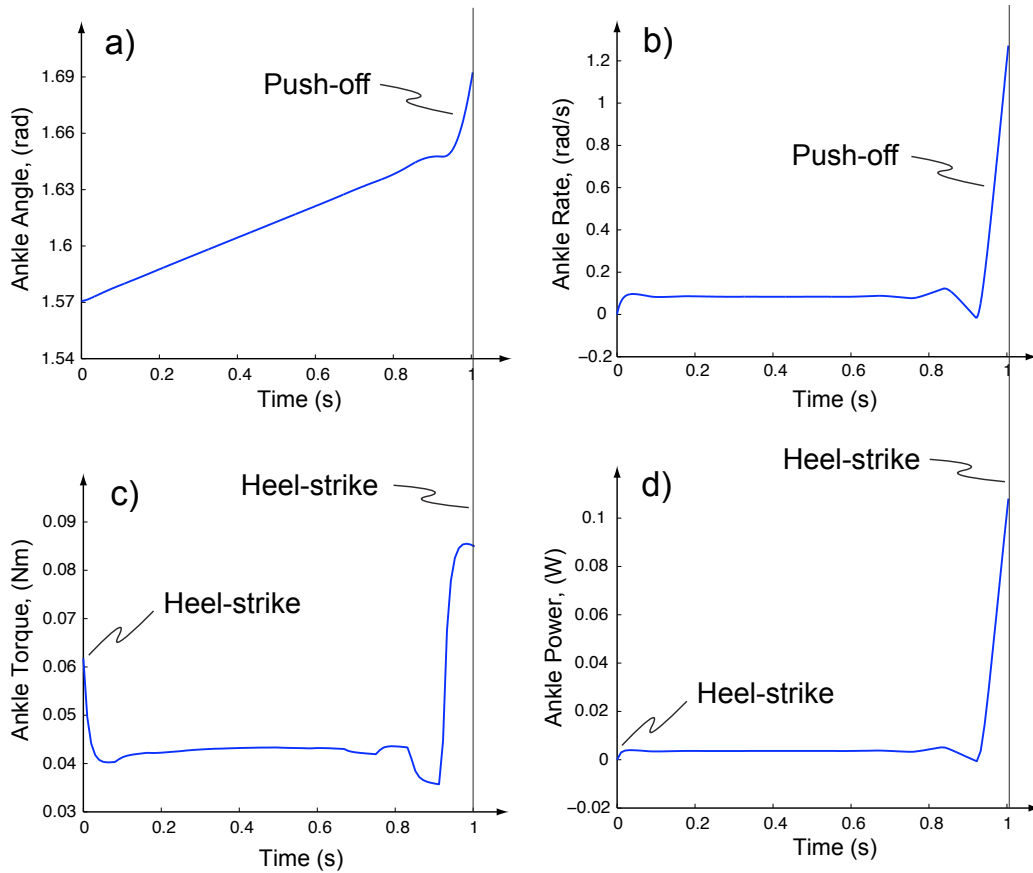 a)
Push-off
Ankle Angle, (rad)
1.69
1.66
1.63
1.6
1.57
1.54
0 0.2 0.4 0.6 0.8 1
Time (s)
b)
Push-off
Ankle Rate, (rad/s)
1.2
1
0.8
0.6
0.4
0.2
0
−0.2
0 0.2 0.4 0.6 0.8 1
Time (s)
c)
Heel-strike
Heel-strike
Ankle Torque, (Nm)
0.09
0.08
0.07
0.06
0.05
0.04
0.03
0 0.2 0.4 0.6 0.8 1
Time (s)
Heel-strike
d)
Heel-strike
Ankle Power, (W)
0.1
0.08
0.06
0.04
0.02
0
−0.02
0 0.2 0.4 0.6 0.8 1
Time (s)